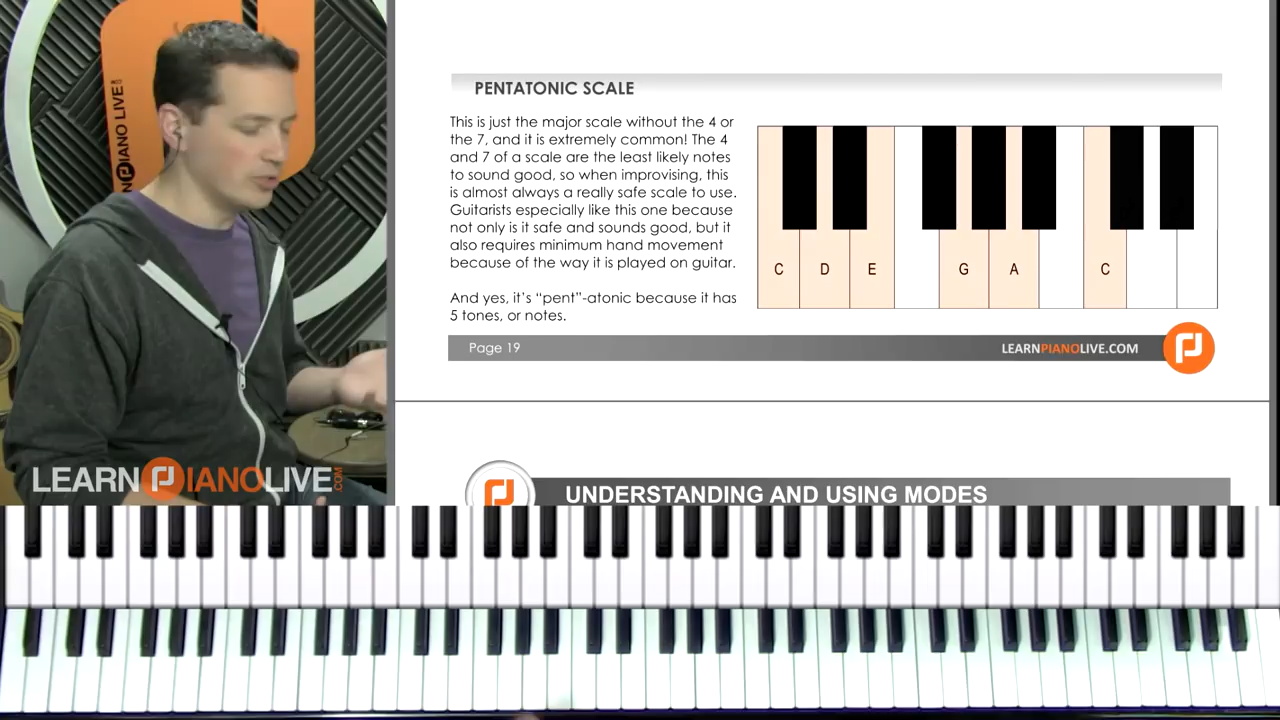 PENTATONIC SCALE
This is just the major scale without the 4 or
the 7, and it is extremely common! The 4
and 7 of a scale are the least likely notes
to sound good, so when improvising, this
is almost always a really safe scale to use.
Guitarists especially like this one because
not only is it safe and sounds good, but it
also requires minimum hand movement
because of the way it is played on guitar.
And yes, it's “pent”-atonic because it has
5 tones, or notes.
C D E G A C
Page 19
LEARNPIANOLIVE.COM
UNDERSTANDING AND USING MODES
PIANO LIVE.COM
LEARNPIANOLIVE.COM